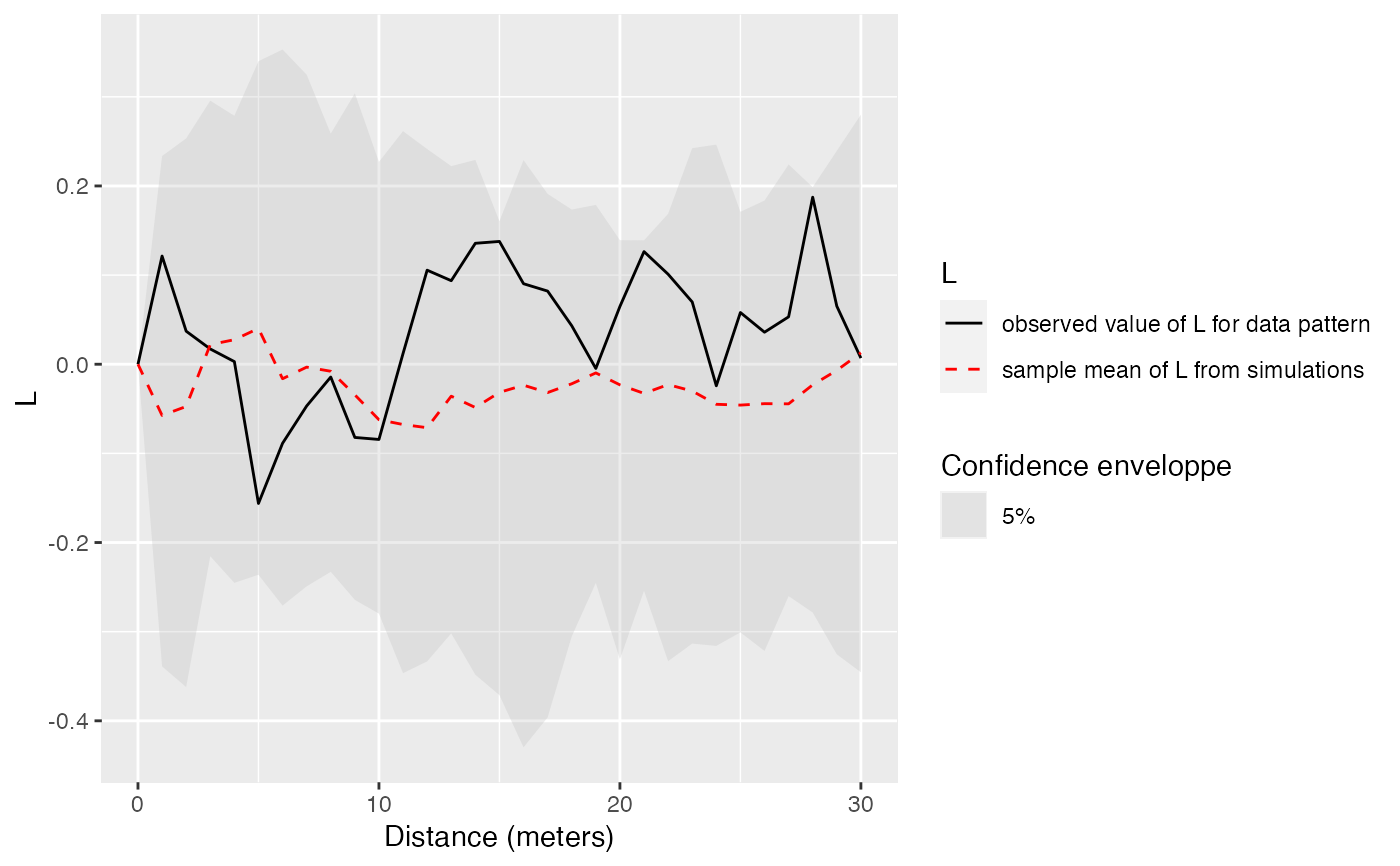 0.2
0.0
-0.2
-0.4
L
0
10
20
30
Distance (meters)
L
observed value of L for data pattern
sample mean of L from simulations
Confidence enveloppe
5%